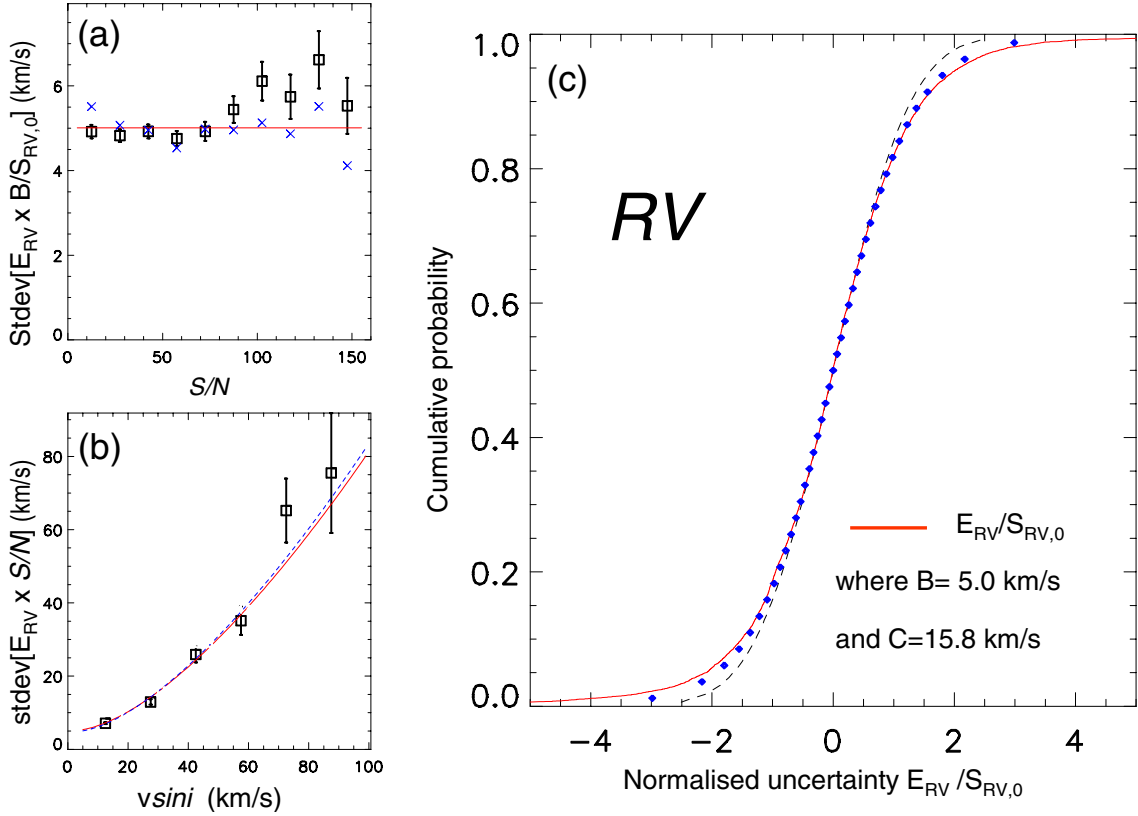 (a)
Stdev[E_RV x B/S_RV,0] (km/s)
6
4
2
0
0 50 100 150
S/N
(b)
stdev[E_RV x S/N] (km/s)
80
60
40
20
0
0 20 40 60 80 100
vsini (km/s)
(c)
RV
Cumulative probability
1.0
0.8
0.6
0.4
0.2
0.0
E_RV/S_RV,0
where B= 5.0 km/s
and C=15.8 km/s
−4 −2 0 2 4
Normalised uncertainty E_RV /S_RV,0